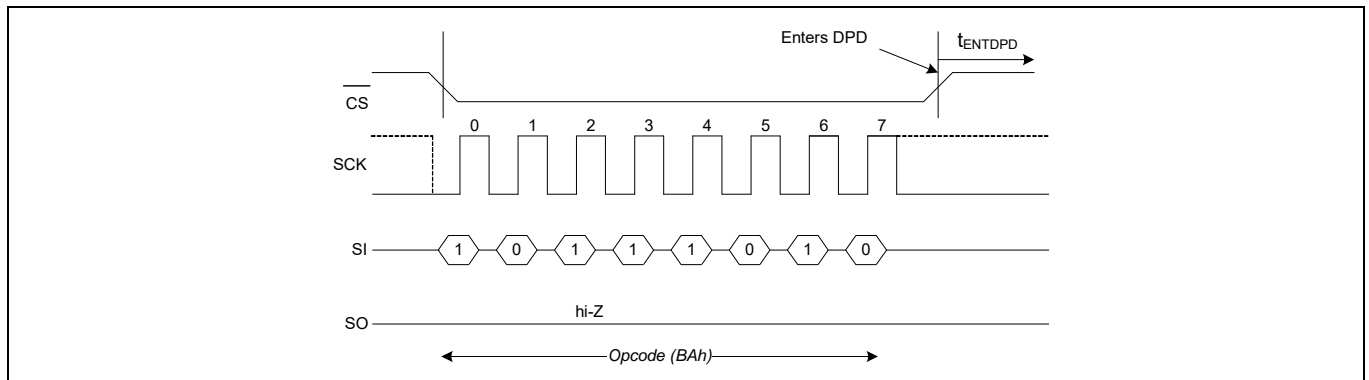 Enters DPD
tENTDPD
CS
0 1 2 3 4 5 6 7
SCK
SI 1 0 1 1 1 0 1 0
hi-Z
SO
Opcode (BAh)